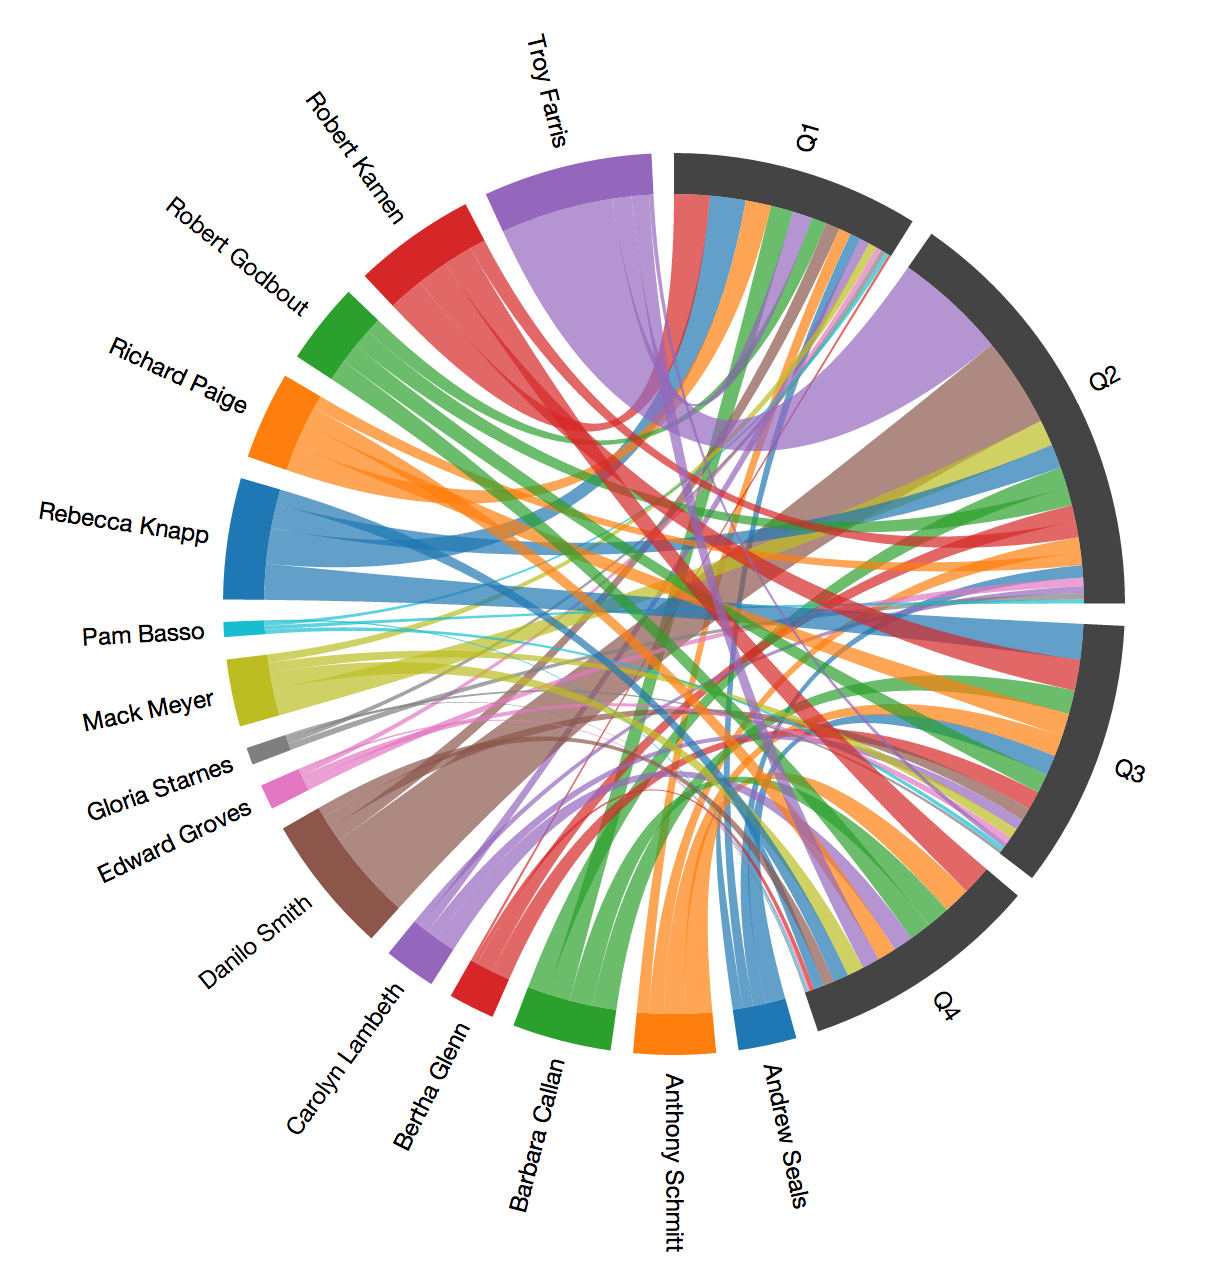 Troy Farris
Q1
Robert Kamen
Robert Godbout
Q2
Richard Paige
Rebecca Knapp
Pam Basso
Mack Meyer
Q3
Gloria Starnes
Edward Groves
Danilo Smith
Q4
Carolyn Lambeth
Bertha Glenn
Barbara Callan
Anthony Schmitt
Andrew Seals